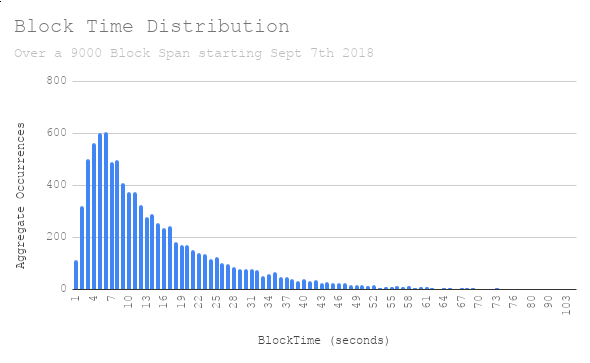 Block Time Distribution
Over a 9000 Block Span starting Sept 7th 2018
Aggregate Occurrences
800
600
400
200
0
1 4 7 10 13 16 19 22 25 28 31 34 37 40 43 46 49 52 55 58 61 64 67 70 73 76 80 90 103
BlockTime (seconds)